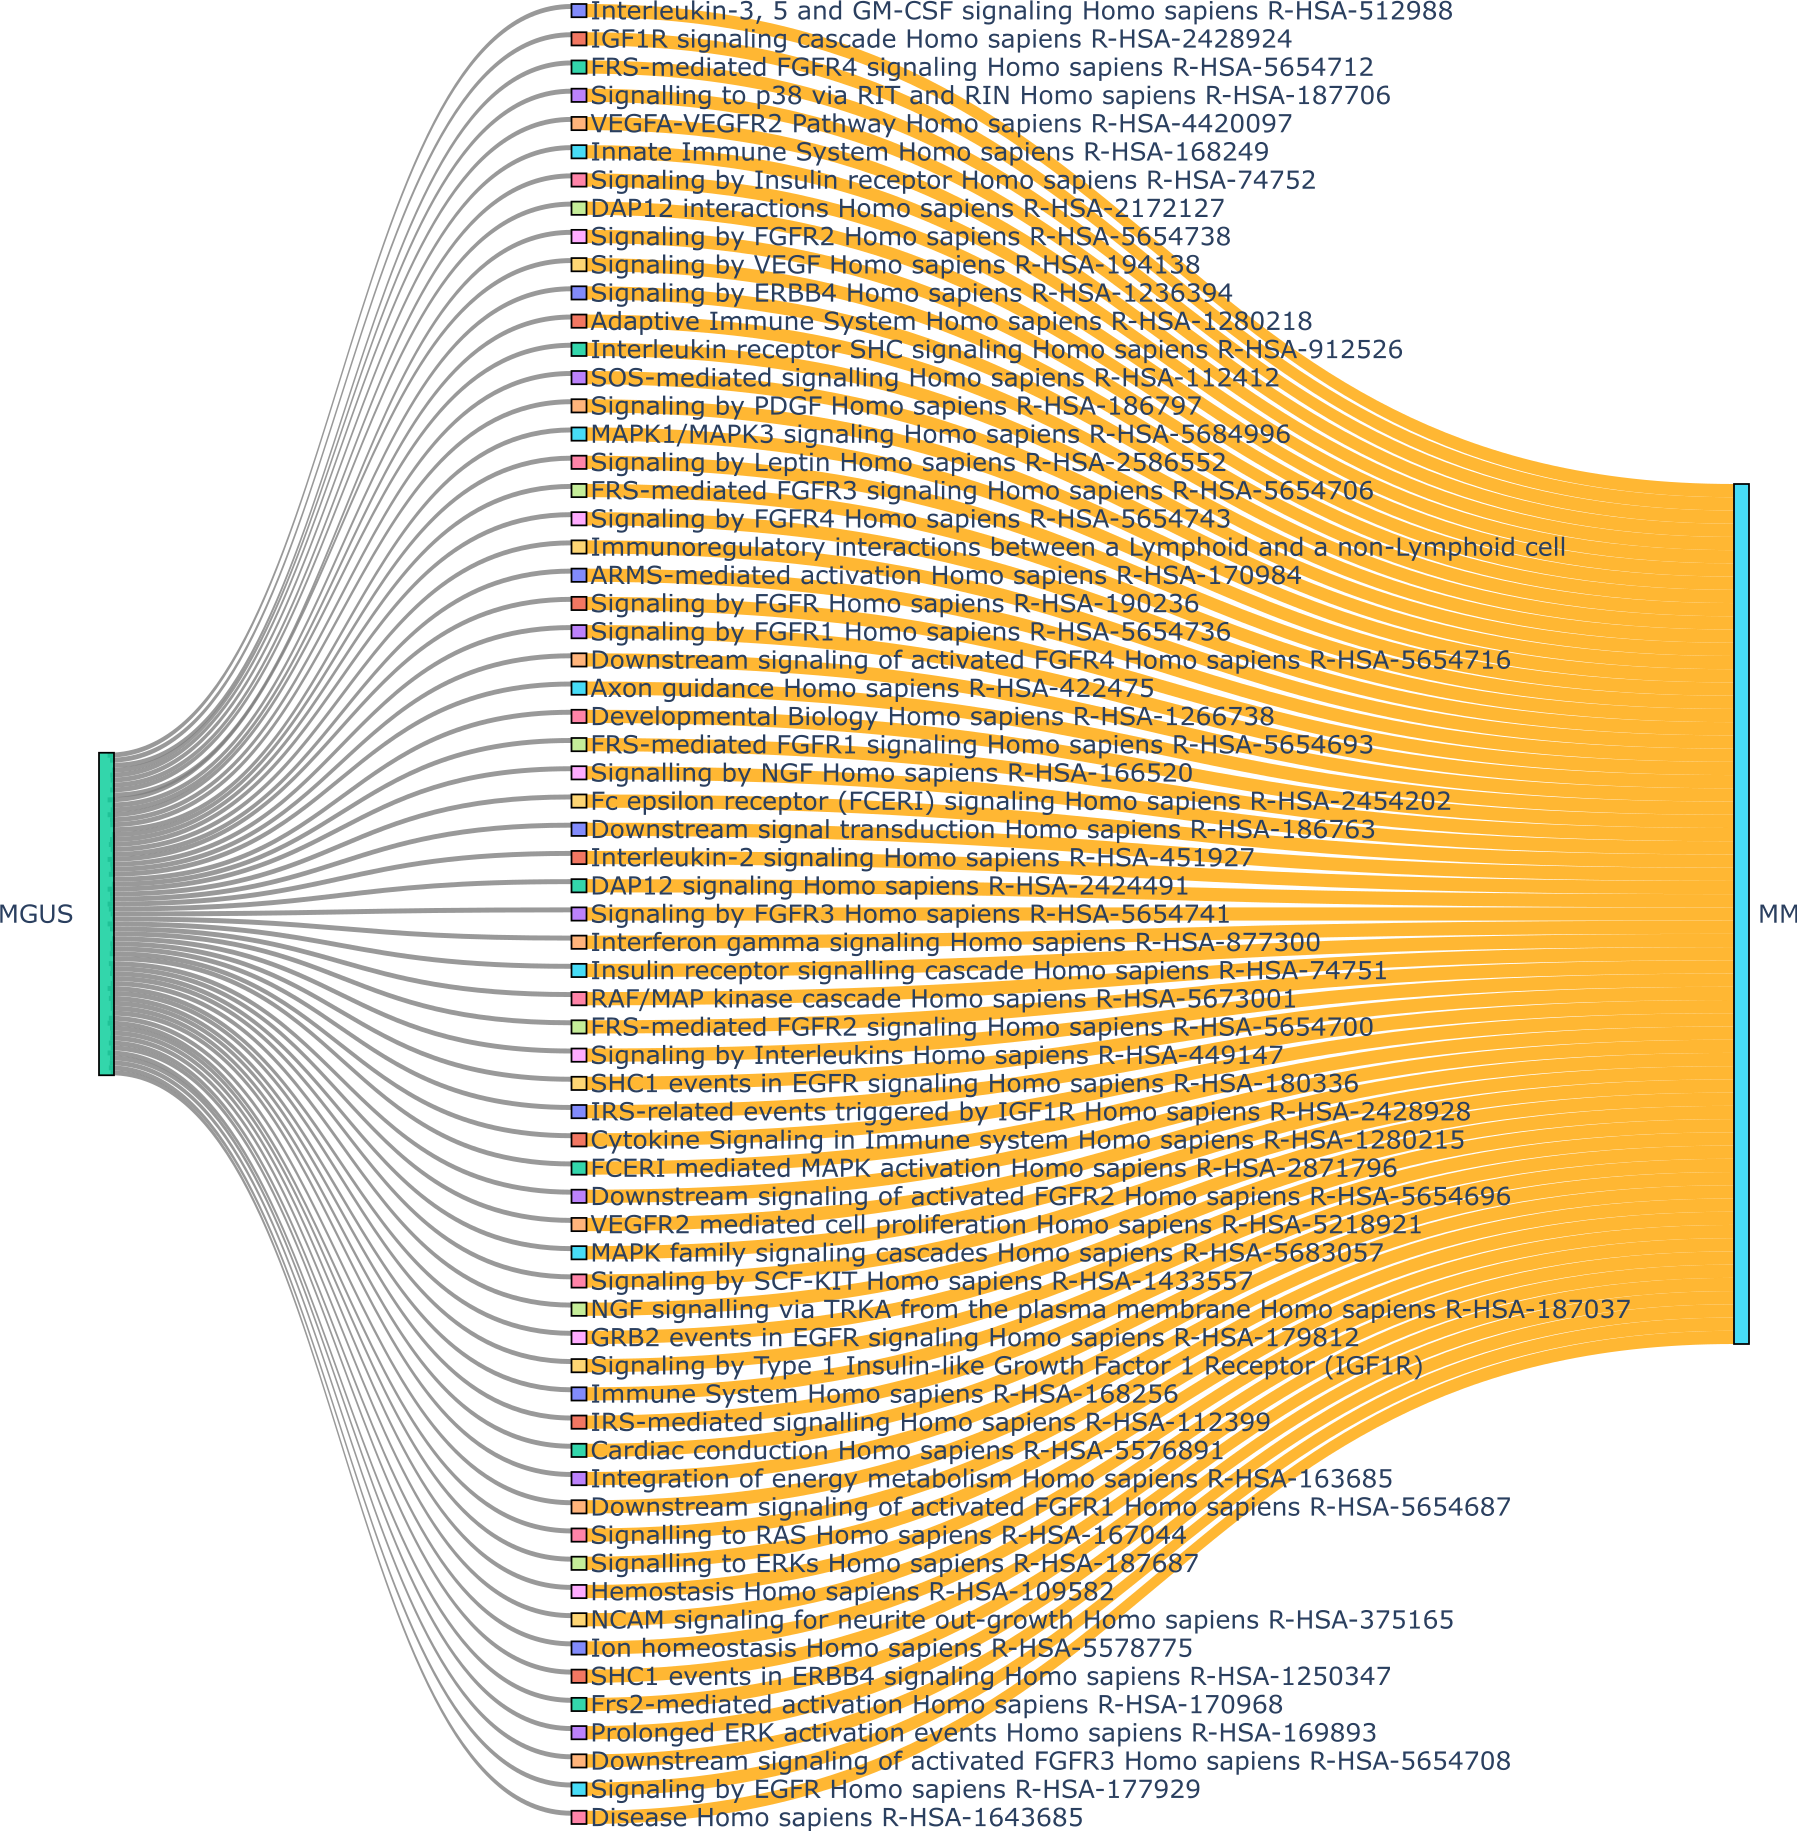 Interleukin-3, 5 and GM-CSF signaling Homo sapiens R-HSA-512988
IGF1R signaling cascade Homo sapiens R-HSA-2428924
FRS-mediated FGFR4 signaling Homo sapiens R-HSA-5654712
Signalling to p38 via RIT and RIN Homo sapiens R-HSA-187706
VEGFA-VEGFR2 Pathway Homo sapiens R-HSA-4420097
Innate Immune System Homo sapiens R-HSA-168249
Signaling by Insulin receptor Homo sapiens R-HSA-74752
DAP12 interactions Homo sapiens R-HSA-2172127
Signaling by FGFR2 Homo sapiens R-HSA-5654738
Signaling by VEGF Homo sapiens R-HSA-194138
Signaling by ERBB4 Homo sapiens R-HSA-1236394
Adaptive Immune System Homo sapiens R-HSA-1280218
Interleukin receptor SHC signaling Homo sapiens R-HSA-912526
SOS-mediated signalling Homo sapiens R-HSA-112412
Signaling by PDGF Homo sapiens R-HSA-186797
MAPK1/MAPK3 signaling Homo sapiens R-HSA-5684996
Signaling by Leptin Homo sapiens R-HSA-2586552
FRS-mediated FGFR3 signaling Homo sapiens R-HSA-5654706
Signaling by FGFR4 Homo sapiens R-HSA-5654743
Immunoregulatory interactions between a Lymphoid and a non-Lymphoid cell
ARMS-mediated activation Homo sapiens R-HSA-170984
Signaling by FGFR Homo sapiens R-HSA-190236
Signaling by FGFR1 Homo sapiens R-HSA-5654736
Downstream signaling of activated FGFR4 Homo sapiens R-HSA-5654716
Axon guidance Homo sapiens R-HSA-422475
Developmental Biology Homo sapiens R-HSA-1266738
FRS-mediated FGFR1 signaling Homo sapiens R-HSA-5654693
Signalling by NGF Homo sapiens R-HSA-166520
Fc epsilon receptor (FCERI) signaling Homo sapiens R-HSA-2454202
Downstream signal transduction Homo sapiens R-HSA-186763
Interleukin-2 signaling Homo sapiens R-HSA-451927
DAP12 signaling Homo sapiens R-HSA-2424491
MGUS
Signaling by FGFR3 Homo sapiens R-HSA-5654741
MM
Interferon gamma signaling Homo sapiens R-HSA-877300
Insulin receptor signalling cascade Homo sapiens R-HSA-74751
RAF/MAP kinase cascade Homo sapiens R-HSA-5673001
FRS-mediated FGFR2 signaling Homo sapiens R-HSA-5654700
Signaling by Interleukins Homo sapiens R-HSA-449147
SHC1 events in EGFR signaling Homo sapiens R-HSA-180336
IRS-related events triggered by IGF1R Homo sapiens R-HSA-2428928
Cytokine Signaling in Immune system Homo sapiens R-HSA-1280215
FCERI mediated MAPK activation Homo sapiens R-HSA-2871796
Downstream signaling of activated FGFR2 Homo sapiens R-HSA-5654696
VEGFR2 mediated cell proliferation Homo sapiens R-HSA-5218921
MAPK family signaling cascades Homo sapiens R-HSA-5683057
Signaling by SCF-KIT Homo sapiens R-HSA-1433557
NGF signalling via TRKA from the plasma membrane Homo sapiens R-HSA-187037
GRB2 events in EGFR signaling Homo sapiens R-HSA-179812
Signaling by Type 1 Insulin-like Growth Factor 1 Receptor (IGF1R)
Immune System Homo sapiens R-HSA-168256
IRS-mediated signalling Homo sapiens R-HSA-112399
Cardiac conduction Homo sapiens R-HSA-5576891
Integration of energy metabolism Homo sapiens R-HSA-163685
Downstream signaling of activated FGFR1 Homo sapiens R-HSA-5654687
Signalling to RAS Homo sapiens R-HSA-167044
Signalling to ERKs Homo sapiens R-HSA-187687
Hemostasis Homo sapiens R-HSA-109582
NCAM signaling for neurite out-growth Homo sapiens R-HSA-375165
Ion homeostasis Homo sapiens R-HSA-5578775
SHC1 events in ERBB4 signaling Homo sapiens R-HSA-1250347
Frs2-mediated activation Homo sapiens R-HSA-170968
Prolonged ERK activation events Homo sapiens R-HSA-169893
Downstream signaling of activated FGFR3 Homo sapiens R-HSA-5654708
Signaling by EGFR Homo sapiens R-HSA-177929
Disease Homo sapiens R-HSA-1643685